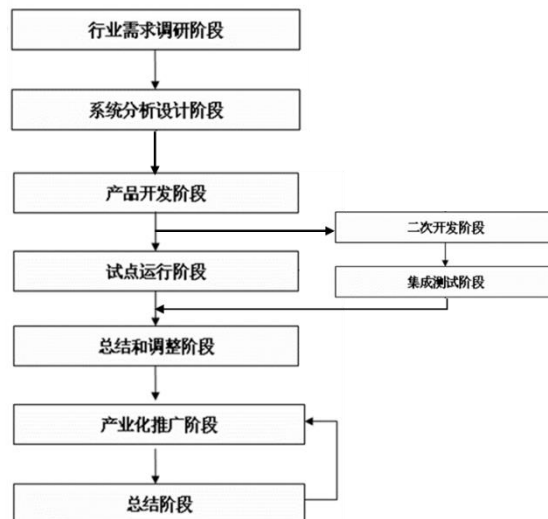 行业需求调研阶段
系统分析设计阶段
产品开发阶段
二次开发阶段
试点运行阶段
集成测试阶段
总结和调整阶段
产业化推广阶段
总结阶段